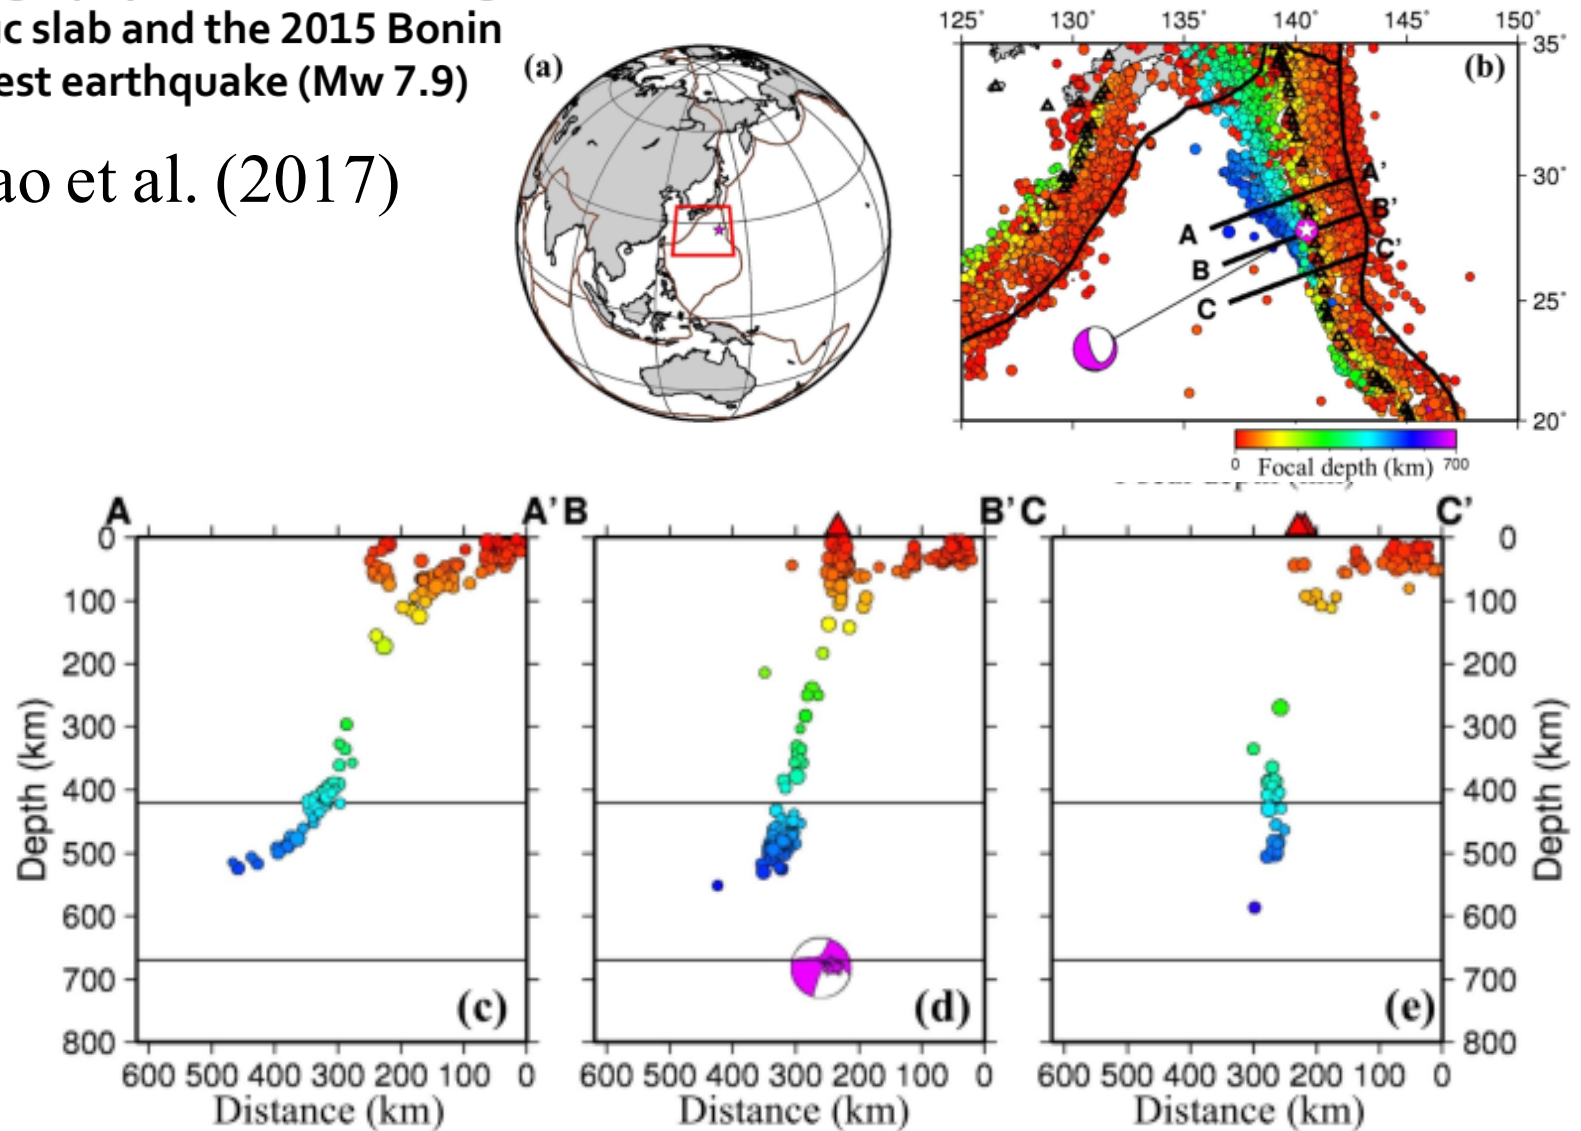 slab and the 2015 Bonin
earthquake (Mw 7.9)
et al. (2017)
(a)
125° 130° 135° 140° 145° 150°
(b)
35°
30°
25°
20°
A A'
B B'
C C'
0 Focal depth (km) 700
A A' B B' C C'
0
100
200
300
400
500
600
700
800
Depth (km)
(c)
600 500 400 300 200 100 0
Distance (km)
(d)
600 500 400 300 200 100 0
Distance (km)
0
100
200
300
400
500
600
700
800
Depth (km)
(e)
600 500 400 300 200 100 0
Distance (km)